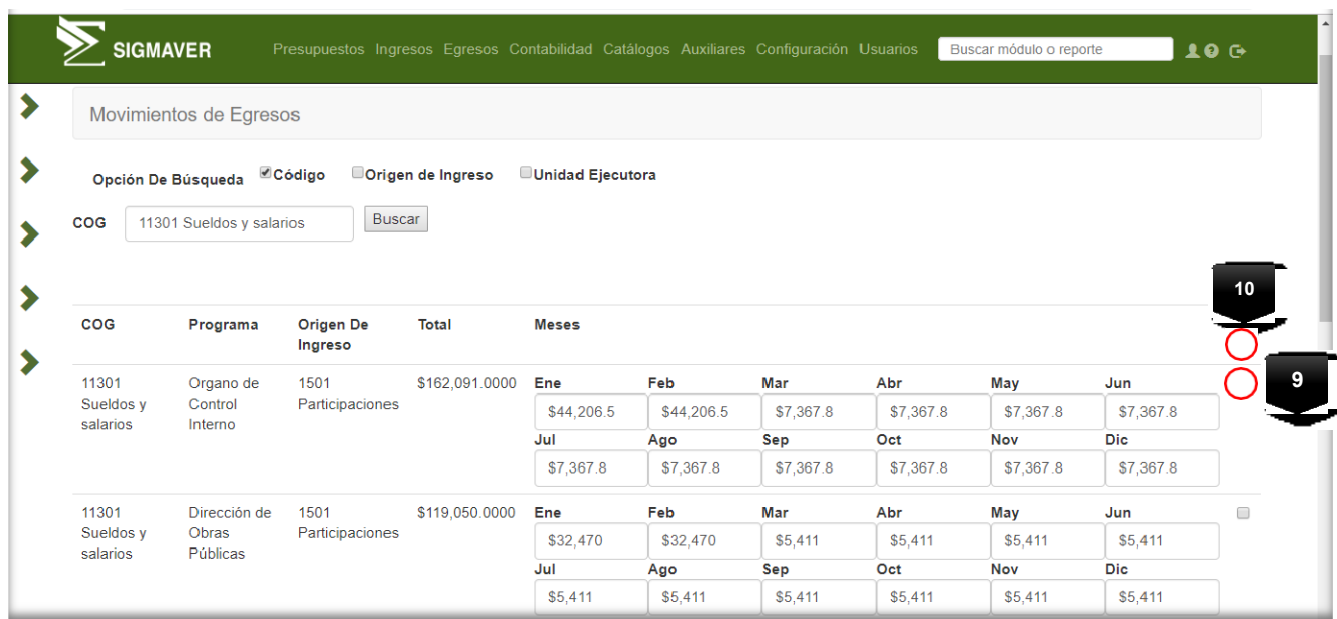 SIGMAVER Presupuestos Ingresos Egresos Contabilidad Catálogos Auxiliares Configuración Usuarios Buscar módulo o reporte
Movimientos de Egresos
Opción De Búsqueda Código Origen de Ingreso Unidad Ejecutora
COG 11301 Sueldos y salarios Buscar
10
COG Programa Origen De Ingreso Total Meses
9
11301 Sueldos y salarios Organo de Control Interno 1501 Participaciones $162,091.0000
Ene Feb Mar Abr May Jun
$44,206.5 $44,206.5 $7,367.8 $7,367.8 $7,367.8 $7,367.8
Jul Ago Sep Oct Nov Dic
$7,367.8 $7,367.8 $7,367.8 $7,367.8 $7,367.8 $7,367.8
11301 Sueldos y salarios Dirección de Obras Públicas 1501 Participaciones $119,050.0000
Ene Feb Mar Abr May Jun
$32,470 $32,470 $5,411 $5,411 $5,411 $5,411
Jul Ago Sep Oct Nov Dic
$5,411 $5,411 $5,411 $5,411 $5,411 $5,411